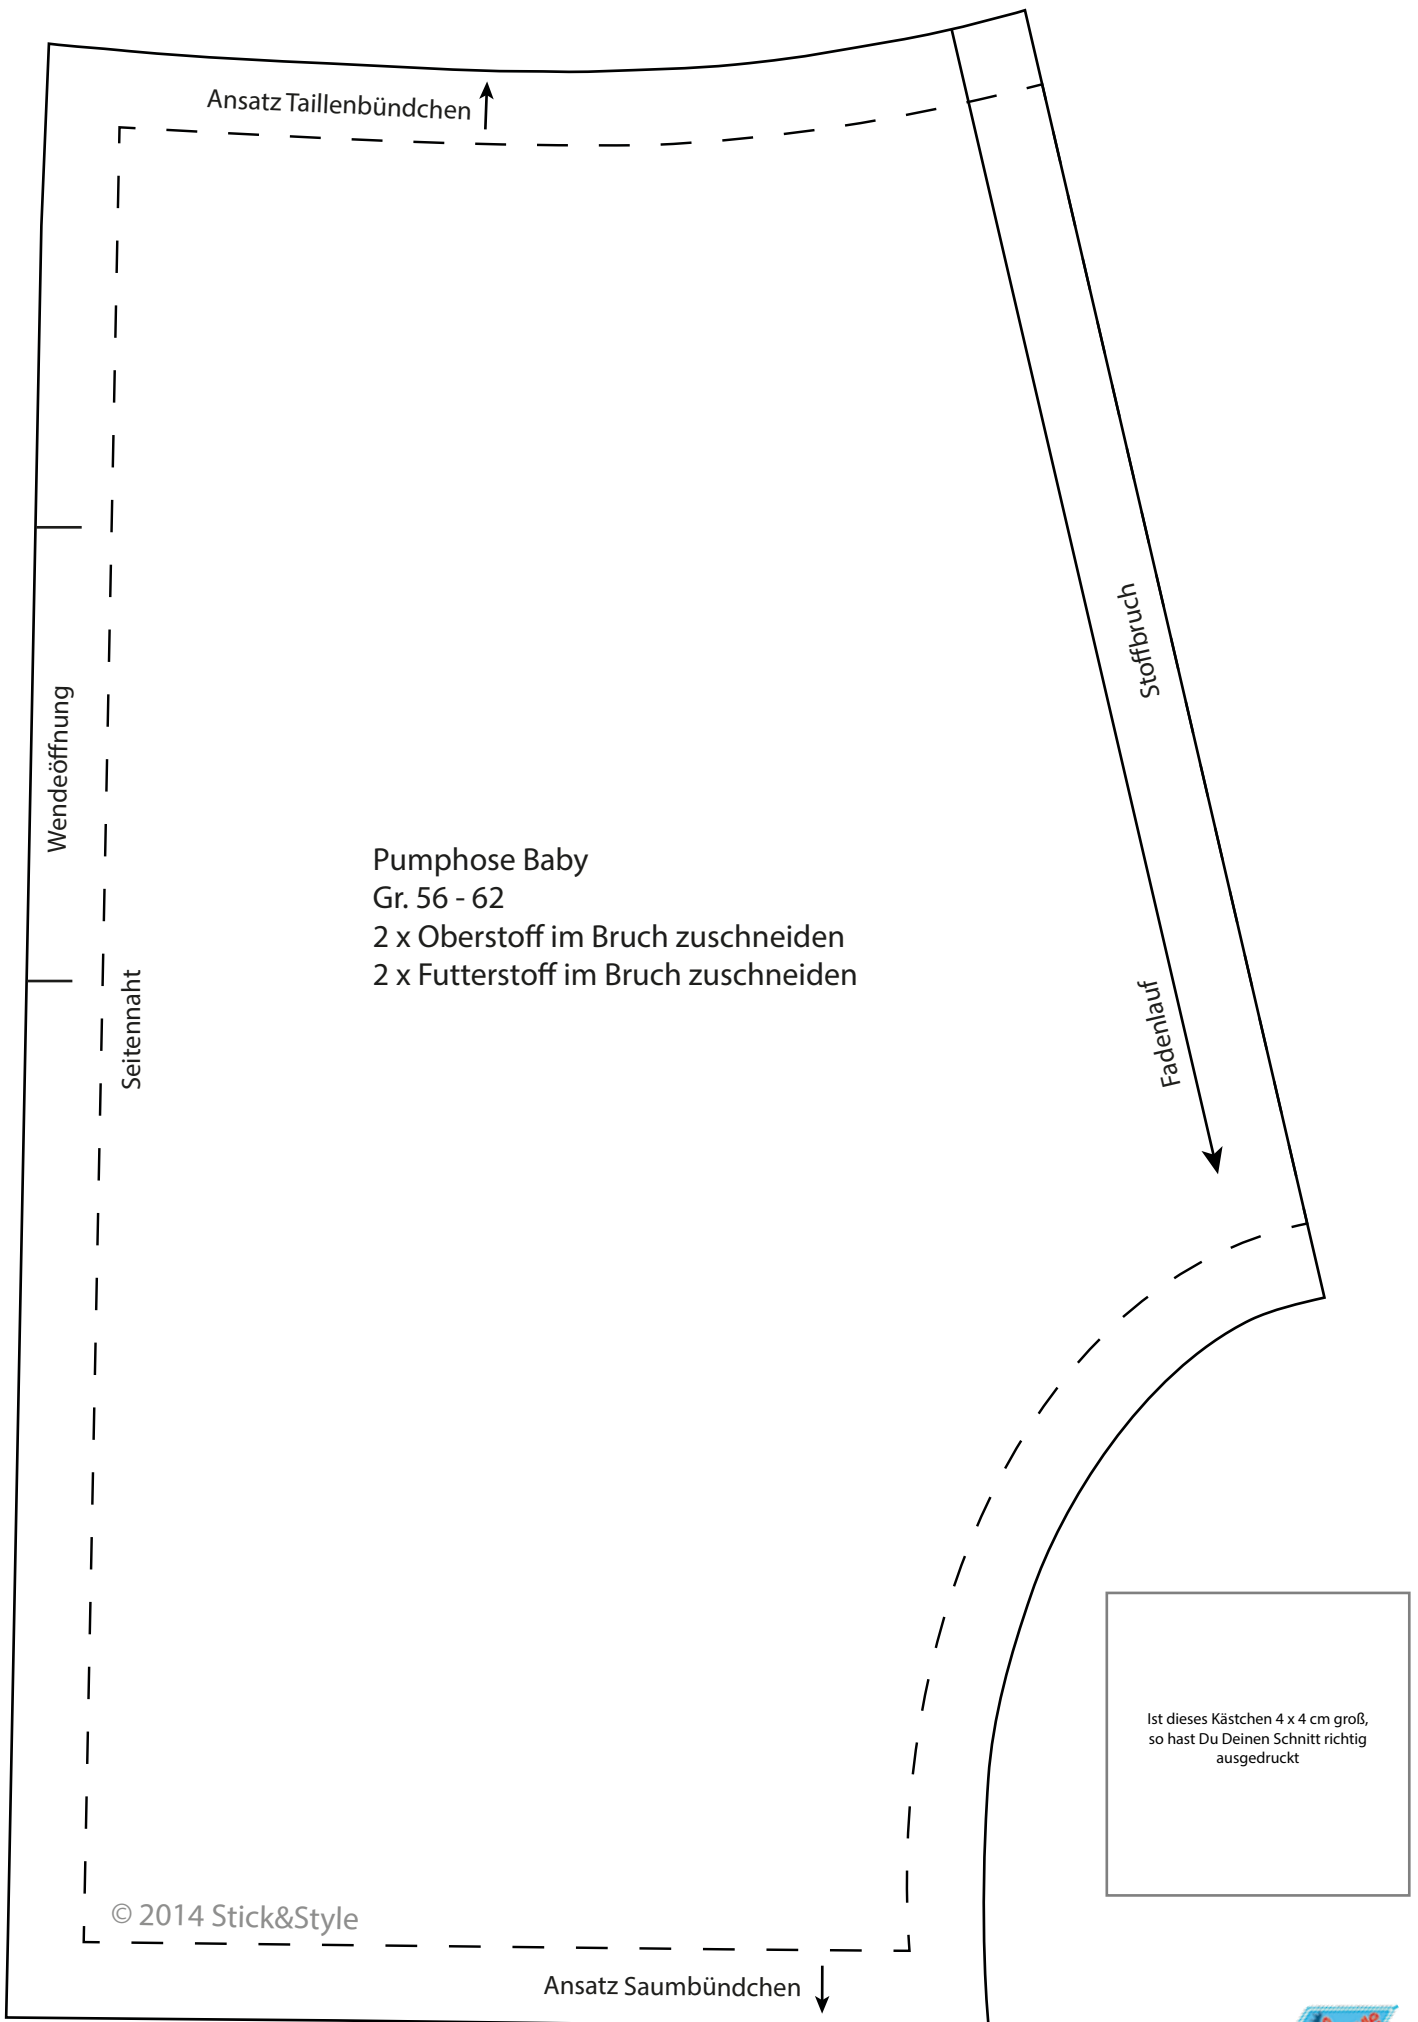 Ansatz Taillenbündchen
Stoffbruch
Wendeöffnung
Pumphose Baby
Gr. 56 - 62
2 x Oberstoff im Bruch zuschneiden
2 x Futterstoff im Bruch zuschneiden
Seitennaht
Fadenlauf
Ist dieses Kästchen 4 x 4 cm groß,
so hast Du Deinen Schnitt richtig
ausgedruckt
© 2014 Stick&Style
Ansatz Saumbündchen